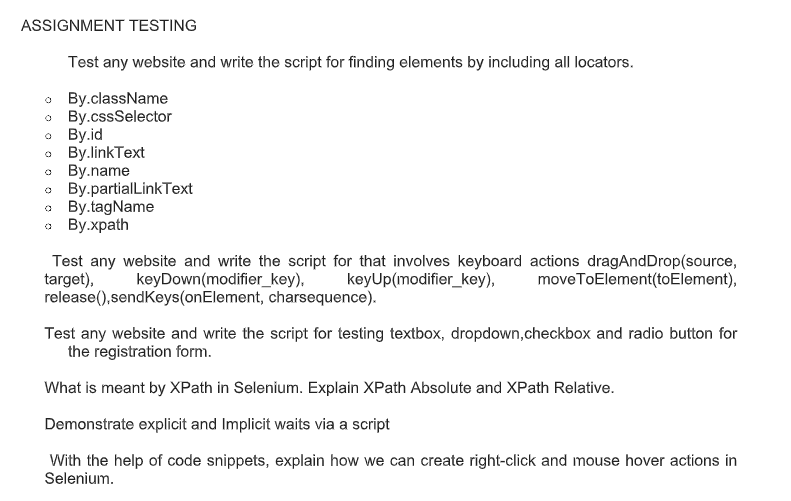 ASSIGNMENT TESTING
Test any website and write the script for finding elements by including all locators.
o By.className
o By.cssSelector
o By.id
o By.linkText
o By.name
o By.partialLinkText
o By.tagName
o By.xpath
Test any website and write the script for that involves keyboard actions dragAndDrop(source,
target), keyDown(modifier_key), keyUp(modifier_key), moveToElement(toElement),
release(),sendKeys(onElement, charsequence).
Test any website and write the script for testing textbox, dropdown,checkbox and radio button for
the registration form.
What is meant by XPath in Selenium. Explain XPath Absolute and XPath Relative.
Demonstrate explicit and Implicit waits via a script
With the help of code snippets, explain how we can create right-click and mouse hover actions in
Selenium.